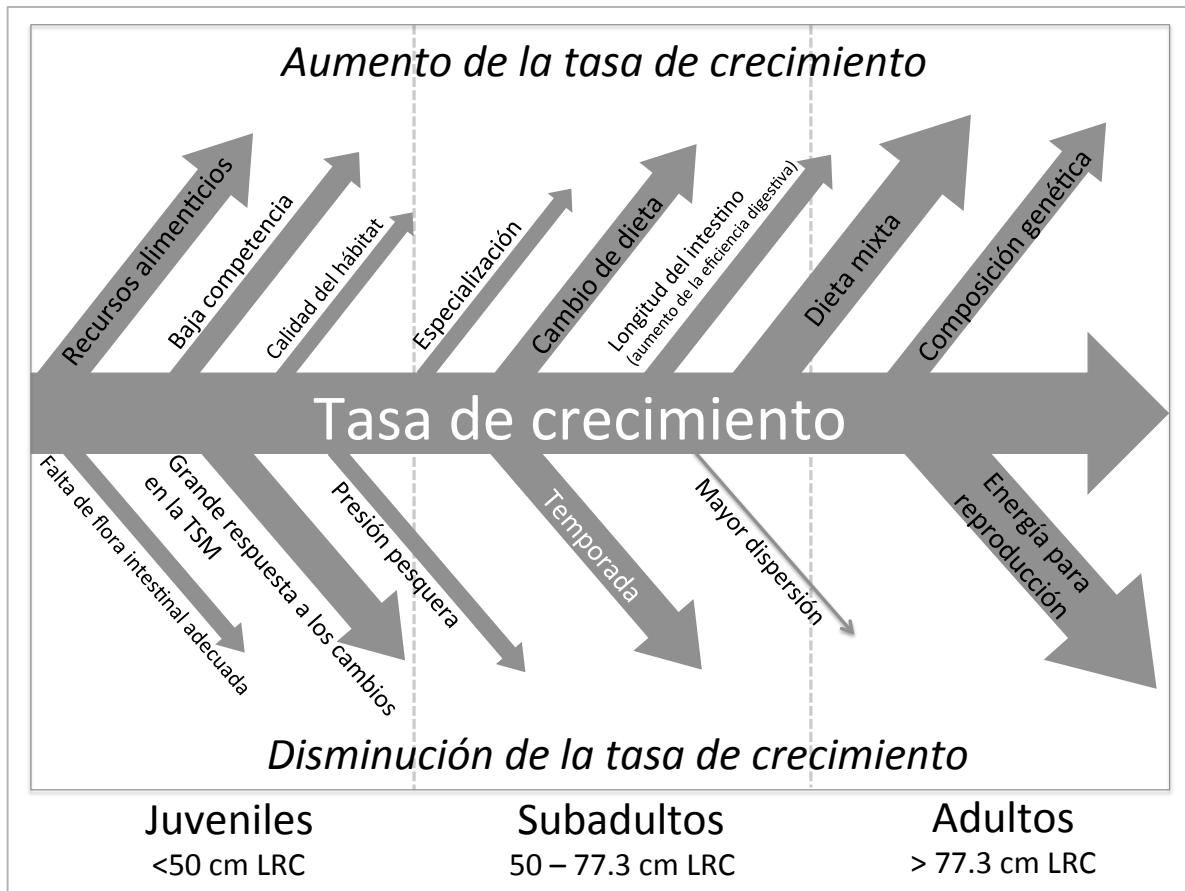 Aumento de la tasa de crecimiento
Recursos alimenticios
Baja competencia
Calidad del hábitat
Especialización
Cambio de dieta
Longitud del intestino
(aumento de la eficiencia digestiva)
Dieta mixta
Composición genética
Tasa de crecimiento
Falta de flora intestinal adecuada
Grande respuesta a los cambios
en la TSM
Presión pesquera
Temporada
Mayor dispersión
Energía para
reproducción
Disminución de la tasa de crecimiento
Juveniles
<50 cm LRC
Subadultos
50 – 77.3 cm LRC
Adultos
> 77.3 cm LRC